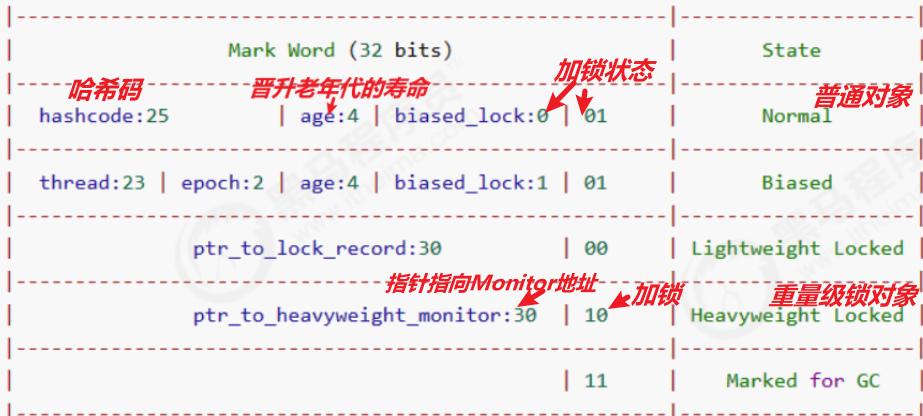 Mark Word (32 bits) | State
哈希码 晋升老年代的寿命 加锁状态 普通对象
hashcode:25 | age:4 | biased_lock:0 | 01 | Normal
thread:23 | epoch:2 | age:4 | biased_lock:1 | 01 | Biased
ptr_to_lock_record:30 | 00 | Lightweight Locked
指针指向Monitor地址 加锁 重量级锁对象
ptr_to_heavyweight_monitor:30 | 10 | Heavyweight Locked
| 11 | Marked for GC